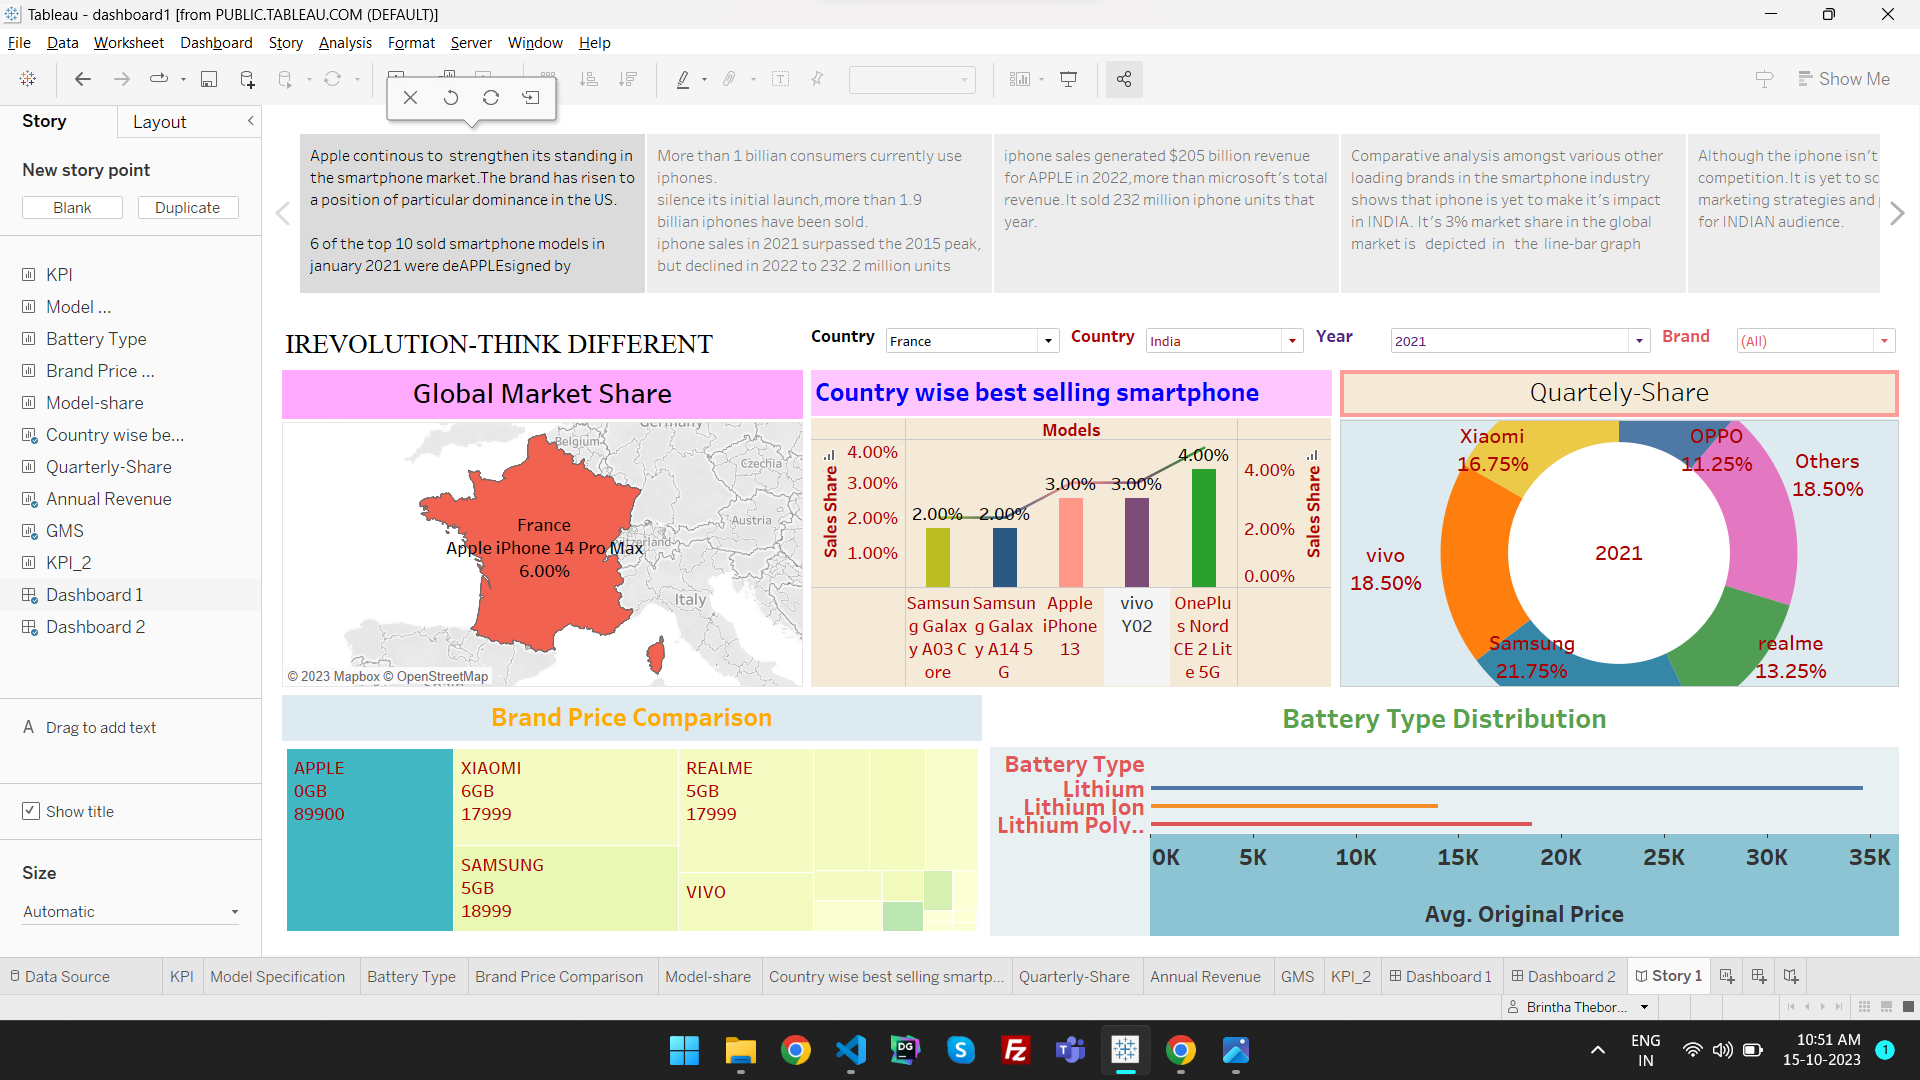 Tableau - dashboard1 [from PUBLIC.TABLEAU.COM (DEFAULT)]
File Data Worksheet Dashboard Story Analysis Format Server Window Help
Show Me
Story
Layout
New story point
Blank
Duplicate
KPI
Model ...
Battery Type
Brand Price ...
Model-share
Country wise be...
Quarterly-Share
Annual Revenue
GMS
KPI_2
Dashboard 1
Dashboard 2
A Drag to add text
Show title
Size
Automatic
Apple continous to strengthen its standing in
the smartphone market.The brand has risen to
a position of particular dominance in the US.
6 of the top 10 sold smartphone models in
january 2021 were deAPPLEsigned by
More than 1 billian consumers currently use
iphones.
silence its initial launch,more than 1.9
billian iphones have been sold.
iphone sales in 2021 surpassed the 2015 peak,
but declined in 2022 to 232.2 million units
iphone sales generated $205 billion revenue
for APPLE in 2022,more than microsoft's total
revenue.It sold 232 million iphone units that
year.
Comparative analysis amongst various other
loading brands in the smartphone industry
shows that iphone is yet to make it's impact
in INDIA. It's 3% market share in the global
market is depicted in the line-bar graph
Although the iphone isn't
competition.It is yet to sc
marketing strategies and
for INDIAN audience.
IREVOLUTION-THINK DIFFERENT
Country France
Country India
Year 2021
Brand (All)
Global Market Share
Belgium
Germany
Czechia
Austria
Switzerland
Italy
France
Apple iPhone 14 Pro Max
6.00%
© 2023 Mapbox © OpenStreetMap
Country wise best selling smartphone
Models
Sales Share
4.00%
3.00%
2.00%
1.00%
2.00%
2.00%
3.00%
3.00%
4.00%
4.00%
2.00%
0.00%
Sales Share
Samsun
g Galax
y A03 C
ore
Samsun
g Galax
y A14 5
G
Apple
iPhone
13
vivo
Y02
OnePlu
s Nord
CE 2 Lit
e 5G
Quartely-Share
Xiaomi
16.75%
OPPO
11.25%
Others
18.50%
vivo
18.50%
2021
Samsung
21.75%
realme
13.25%
Brand Price Comparison
APPLE
0GB
89900
XIAOMI
6GB
17999
SAMSUNG
5GB
18999
REALME
5GB
17999
VIVO
Battery Type Distribution
Battery Type
Lithium
Lithium Ion
Lithium Poly..
0K 5K 10K 15K 20K 25K 30K 35K
Avg. Original Price
Data Source KPI Model Specification Battery Type Brand Price Comparison Model-share Country wise best selling smartp... Quarterly-Share Annual Revenue GMS KPI_2 Dashboard 1 Dashboard 2 Story 1
Brintha Thebor...
DG
S
Fz
T
ENG
IN
10:51 AM
15-10-2023
1